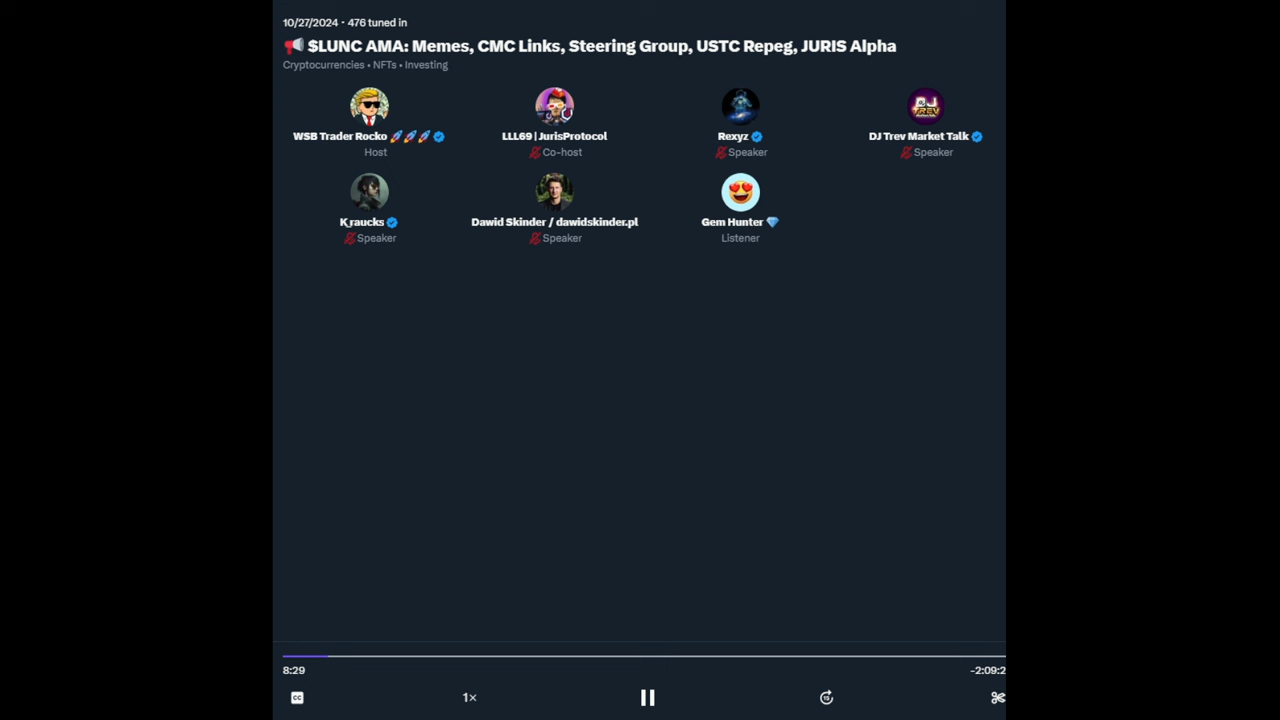 10/27/2024 · 476 tuned in
$LUNC AMA: Memes, CMC Links, Steering Group, USTC Repeg, JURIS Alpha
Cryptocurrencies • NFTs • Investing
WSB Trader Rocko LLL69 | JurisProtocol Rexyz DJ Trev Market Talk
Host Co-host Speaker Speaker
Kraucks Dawid Skinder / dawidskinder.pl Gem Hunter
Speaker Speaker Listener
8:29 -2:09:2
CC 1× 15